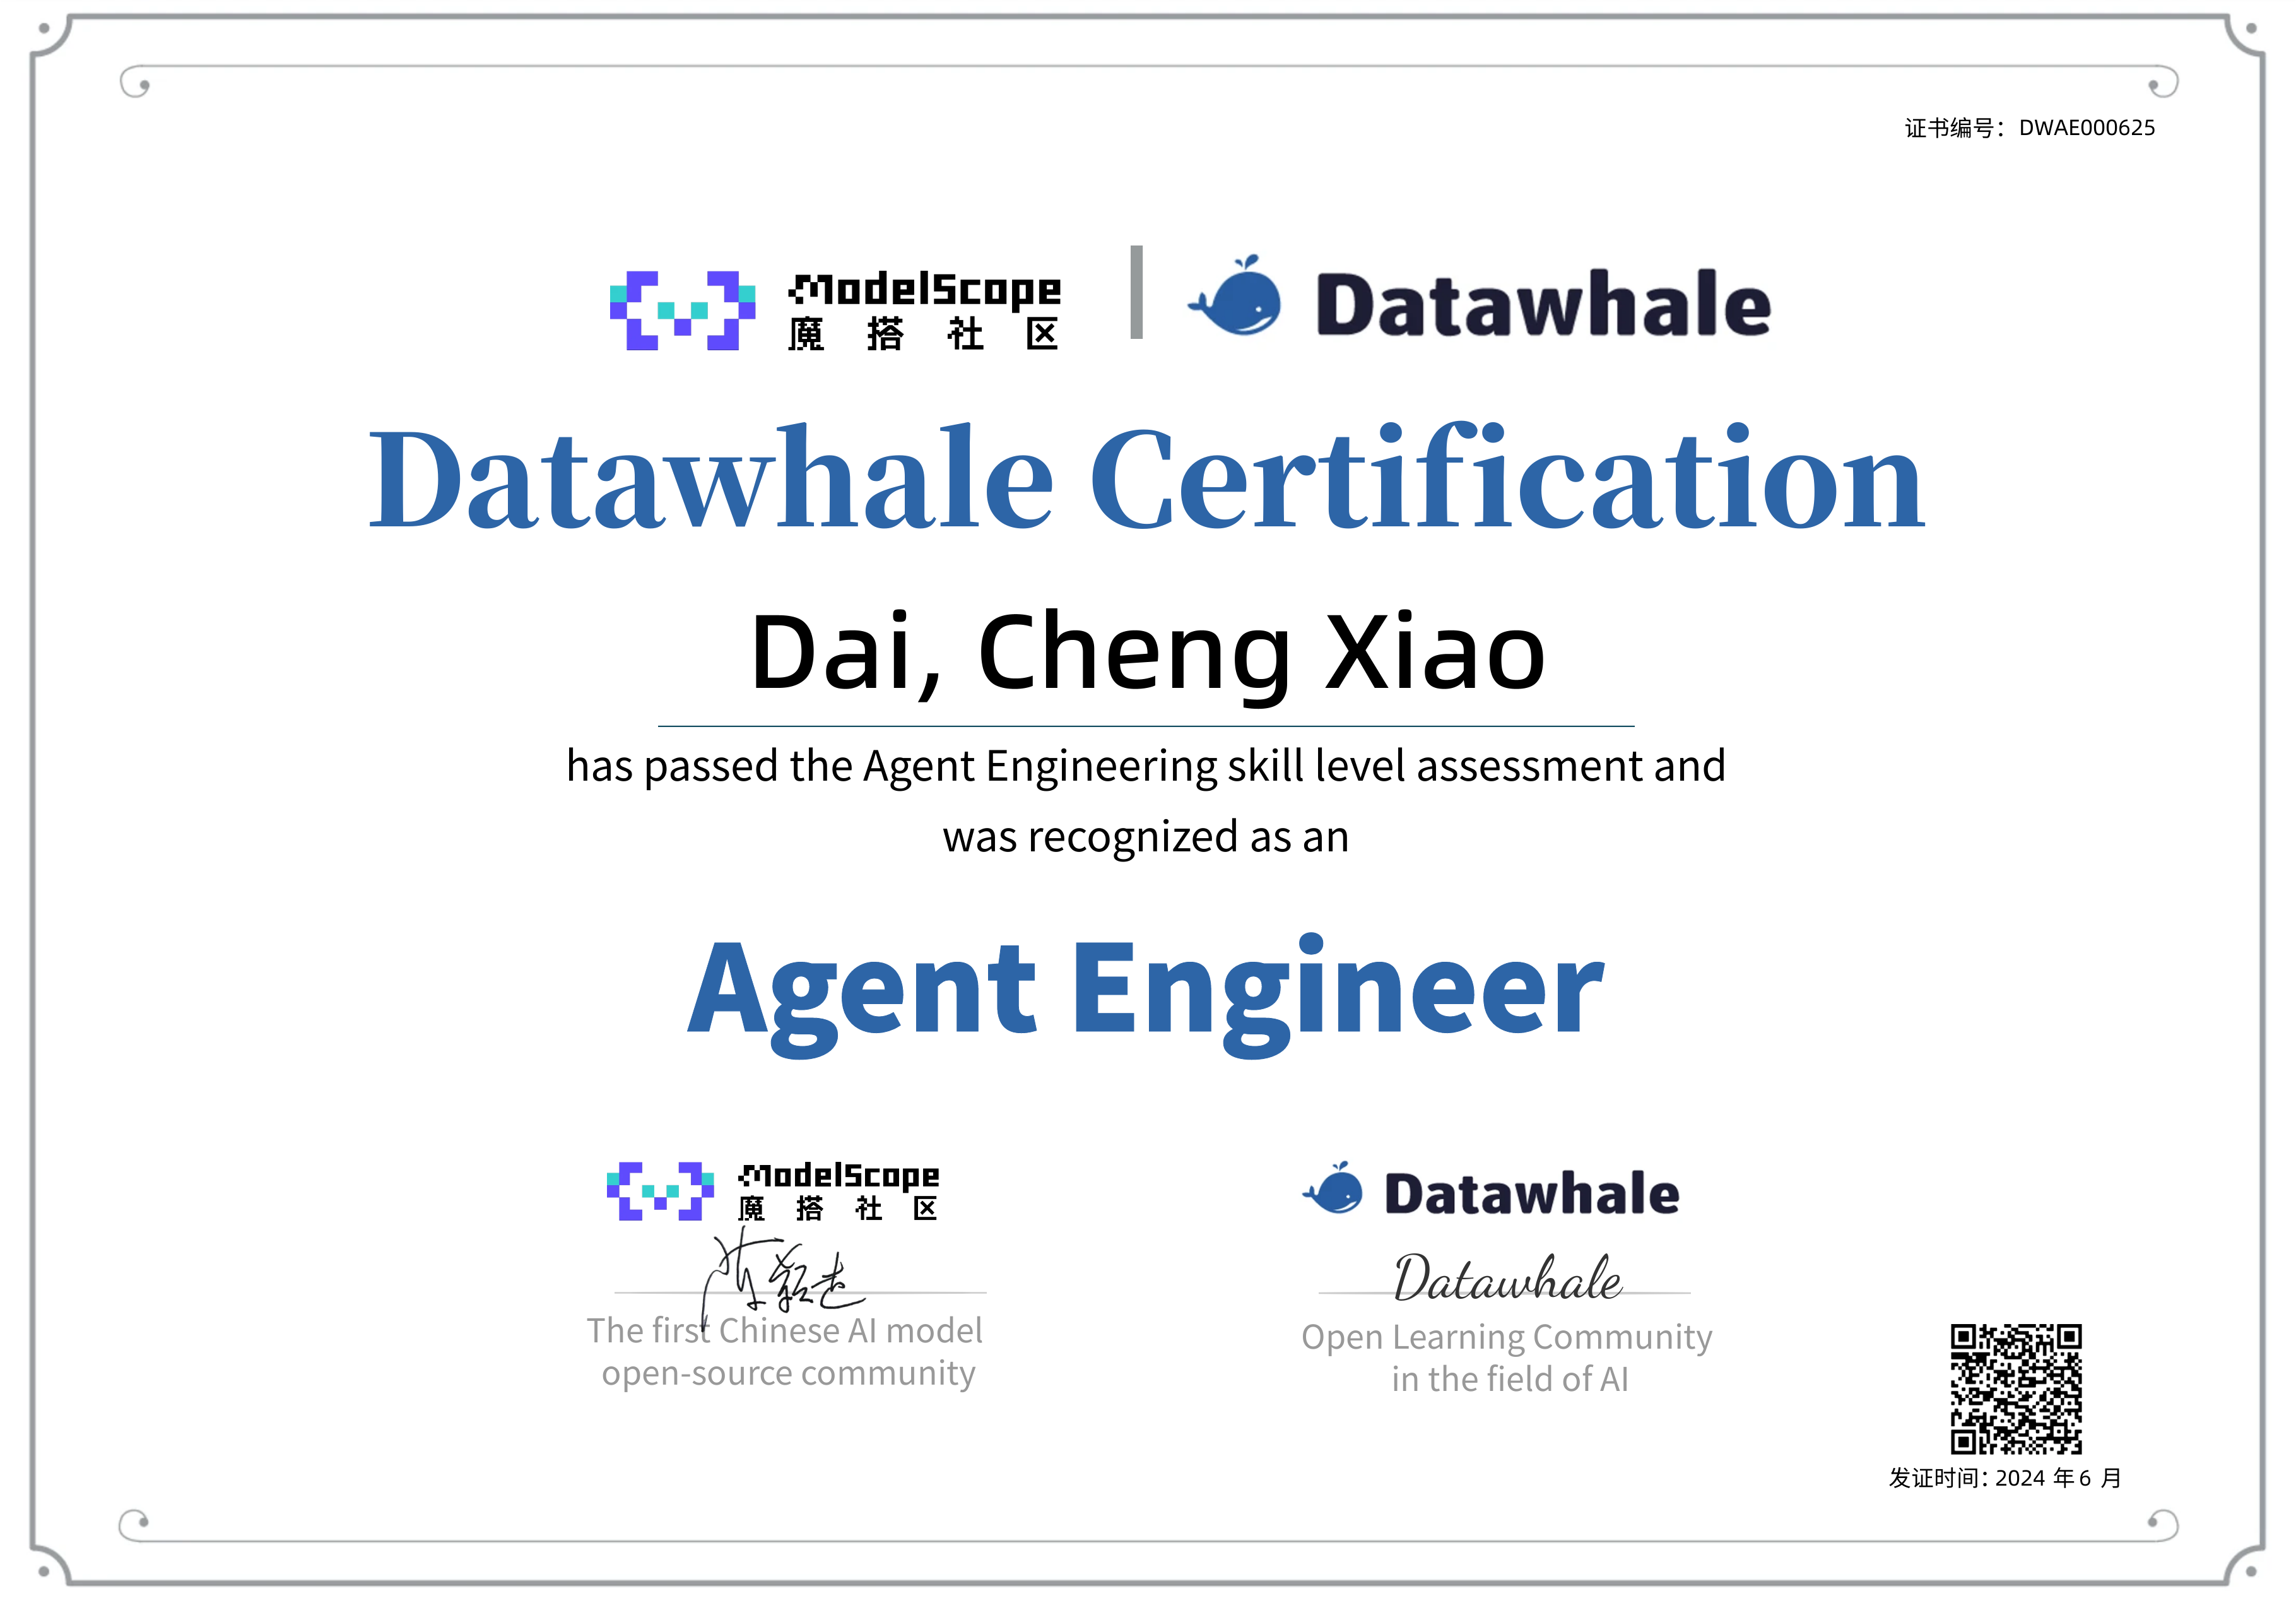 证书编号：DWAE000625
ModelScope
魔搭社区
Datawhale
Datawhale Certification
Dai, Cheng Xiao
has passed the Agent Engineering skill level assessment and
was recognized as an
Agent Engineer
ModelScope
魔搭社区
The first Chinese AI model
open-source community
Datawhale
Datawhale
Open Learning Community
in the field of AI
发证时间：2024 年 6 月